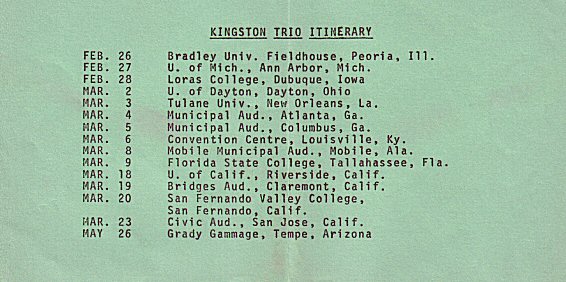 KINGSTON TRIO ITINERARY
FEB. 26 Bradley Univ. Fieldhouse, Peoria, Ill.
FEB. 27 U. of Mich., Ann Arbor, Mich.
FEB. 28 Loras College, Dubuque, Iowa
MAR. 2 U. of Dayton, Dayton, Ohio
MAR. 3 Tulane Univ., New Orleans, La.
MAR. 4 Municipal Aud., Atlanta, Ga.
MAR. 5 Municipal Aud., Columbus, Ga.
MAR. 6 Convention Centre, Louisville, Ky.
MAR. 8 Mobile Municipal Aud., Mobile, Ala.
MAR. 9 Florida State College, Tallahassee, Fla.
MAR. 18 U. of Calif., Riverside, Calif.
MAR. 19 Bridges Aud., Claremont, Calif.
MAR. 20 San Fernando Valley College,
San Fernando, Calif.
MAR. 23 Civic Aud., San Jose, Calif.
MAY 26 Grady Gammage, Tempe, Arizona